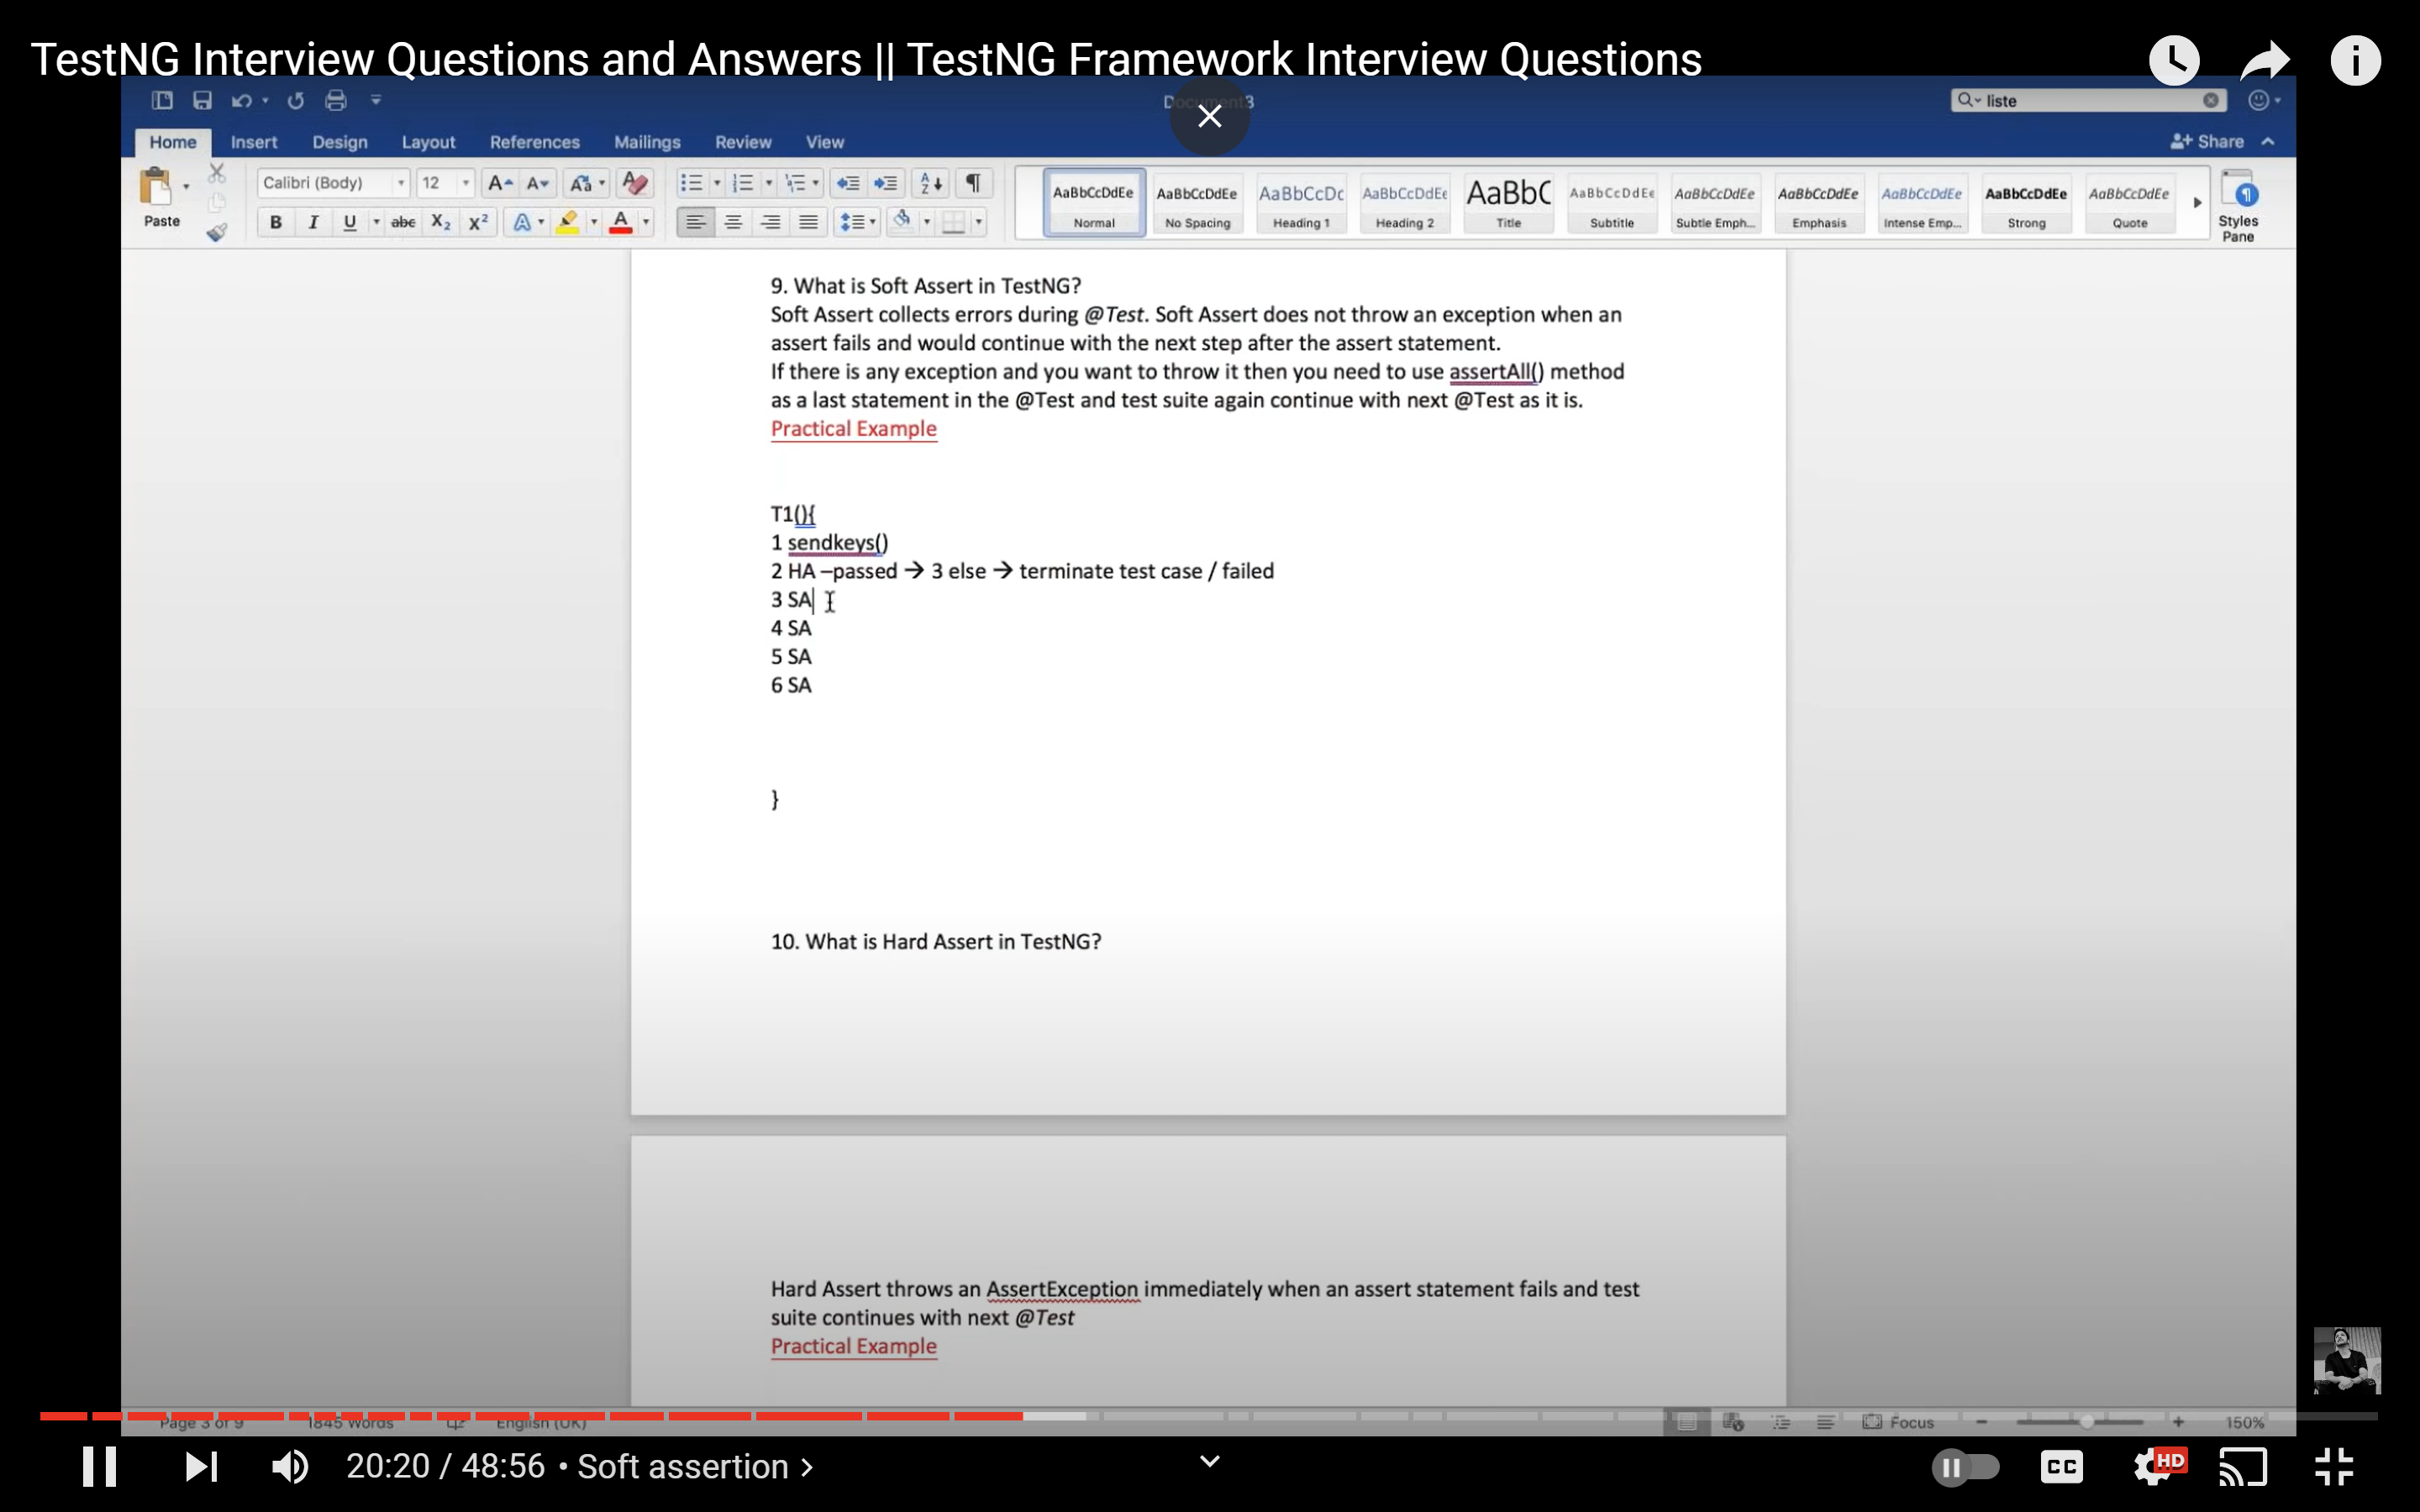 TestNG Interview Questions and Answers || TestNG Framework Interview Questions
liste
Home Insert Design Layout References Mailings Review View Share
Calibri (Body) 12
Paste
AaBbCcDdEe AaBbCcDdEe AaBbCcDc AaBbCcDdEe AaBbC AaBbCcDdEe AaBbCcDdEe AaBbCcDdEe AaBbCcDdEe AaBbCcDdEe AaBbCcDdEe
B I U abc X₂ X² A A
Normal No Spacing Heading 1 Heading 2 Title Subtitle Subtle Emph... Emphasis Intense Emp... Strong Quote
Styles
Pane
9. What is Soft Assert in TestNG?
Soft Assert collects errors during @Test. Soft Assert does not throw an exception when an
assert fails and would continue with the next step after the assert statement.
If there is any exception and you want to throw it then you need to use assertAll() method
as a last statement in the @Test and test suite again continue with next @Test as it is.
Practical Example
T1(){
1 sendkeys()
2 HA –passed → 3 else → terminate test case / failed
3 SA
4 SA
5 SA
6 SA
}
10. What is Hard Assert in TestNG?
Hard Assert throws an AssertException immediately when an assert statement fails and test
suite continues with next @Test
Practical Example
Page 3 of 9 1845 Words English (UK) Focus 150%
20:20 / 48:56 • Soft assertion >
CC HD